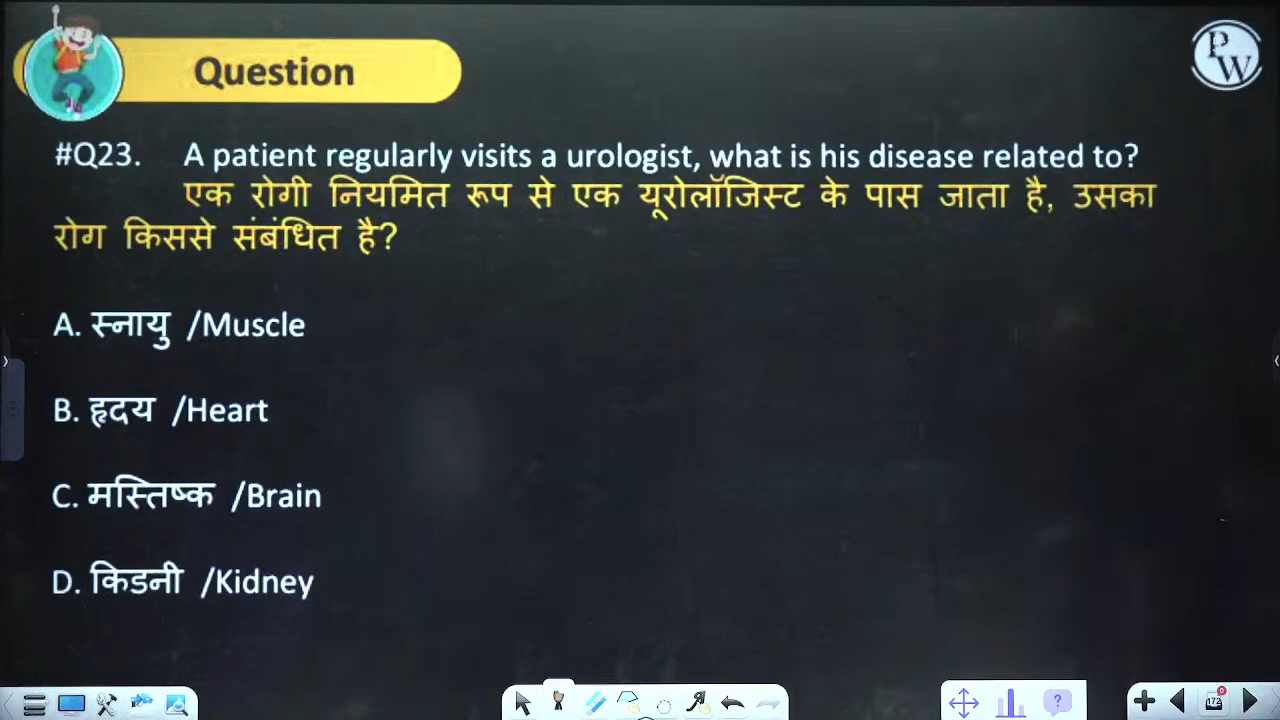 Question
PW
#Q23. A patient regularly visits a urologist, what is his disease related to?
एक रोगी नियमित रूप से एक यूरोलॉजिस्ट के पास जाता है, उसका
रोग किससे संबंधित है?
A. स्नायु /Muscle
B. हृदय /Heart
C. मस्तिष्क /Brain
D. किडनी /Kidney